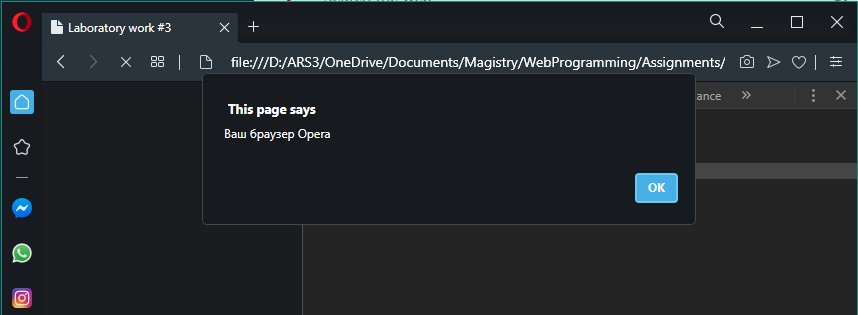 Laboratory work #3
file:///D:/ARS3/OneDrive/Documents/Magistry/WebProgramming/Assignments/
This page says
ance
Ваш браузер Opera
OK